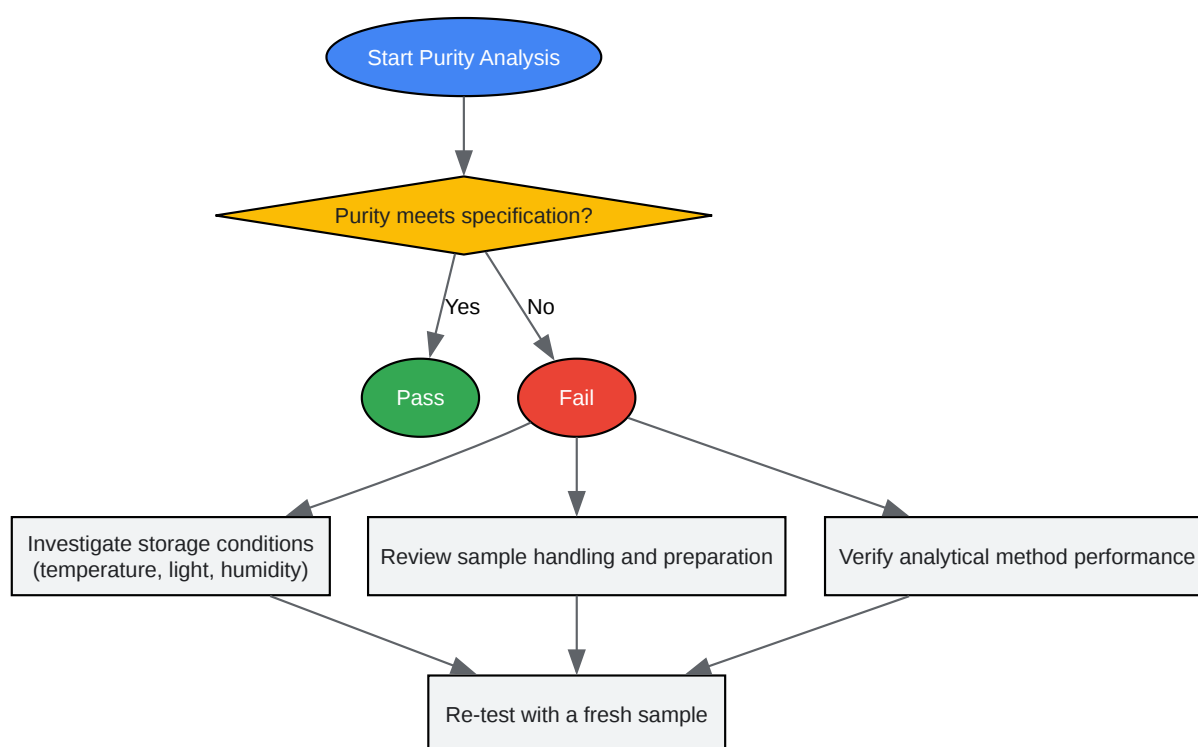 Start Purity Analysis
Purity meets specification?
Yes
No
Pass
Fail
Investigate storage conditions
(temperature, light, humidity)
Review sample handling and preparation
Verify analytical method performance
Re-test with a fresh sample